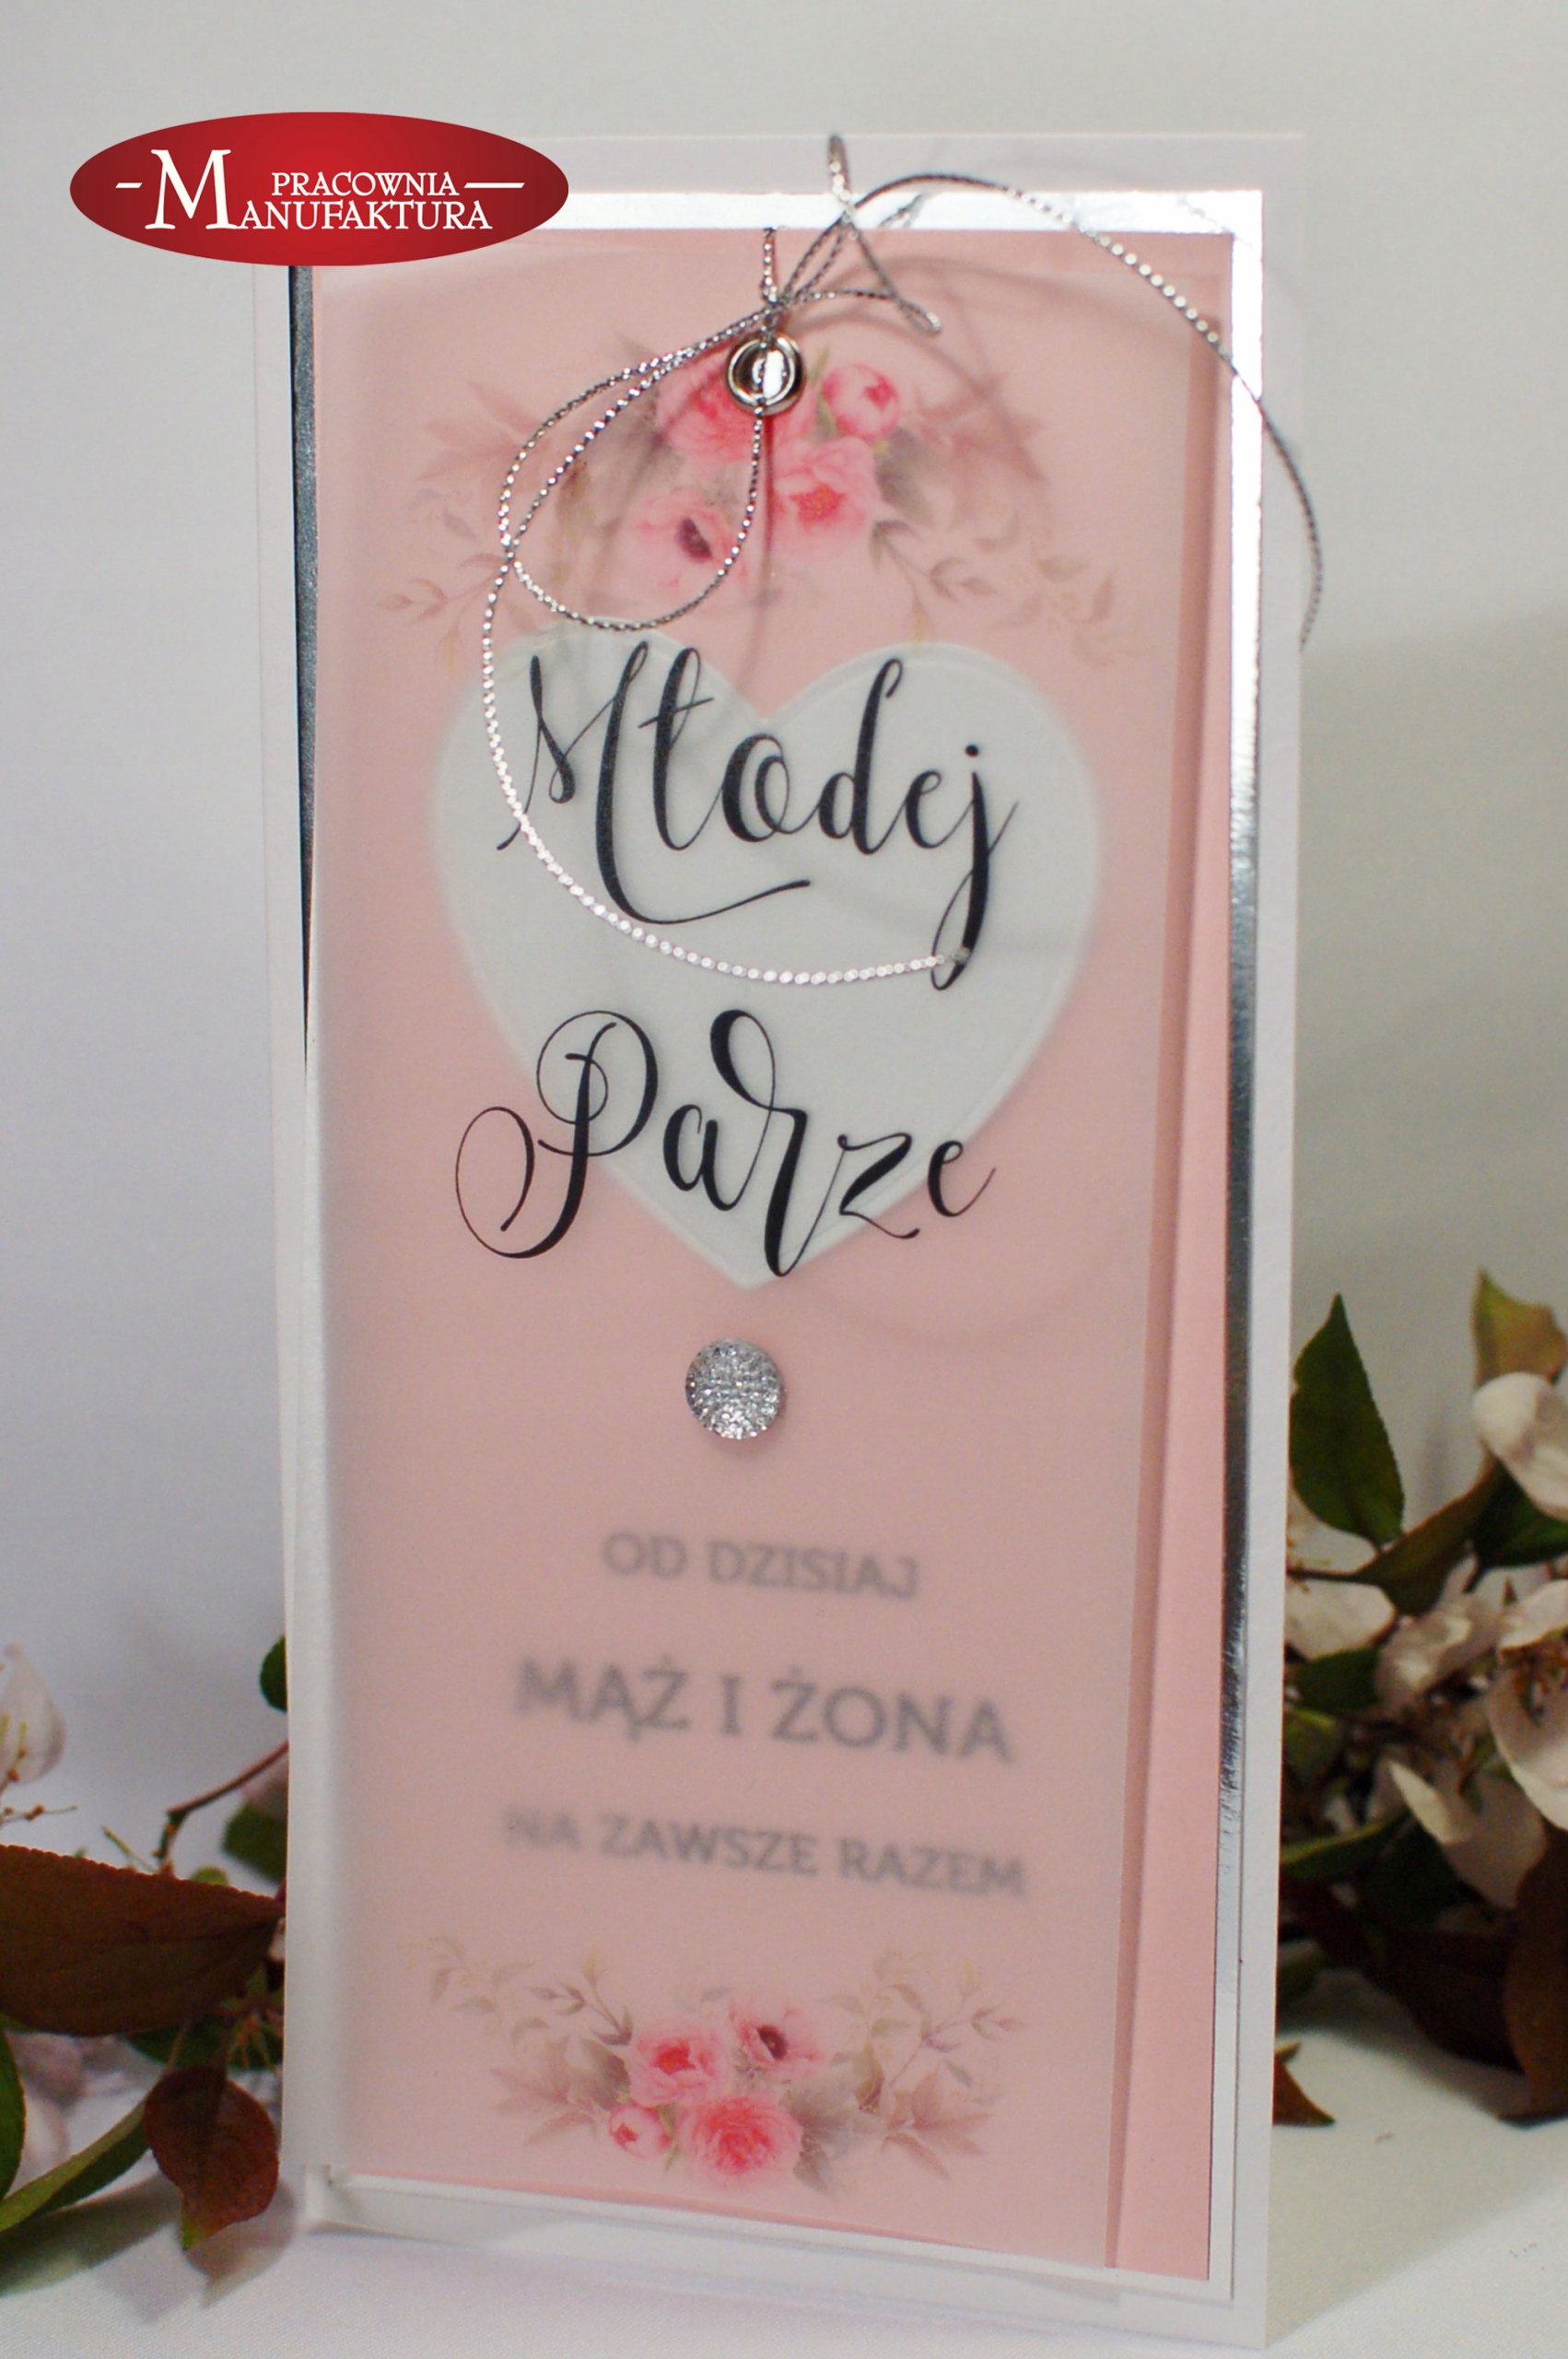 PRACOWNIA
MANUFAKTURA
Młodej
Parze
OD DZISIAJ
MĄŻ I ŻONA
NA ZAWSZE RAZEM